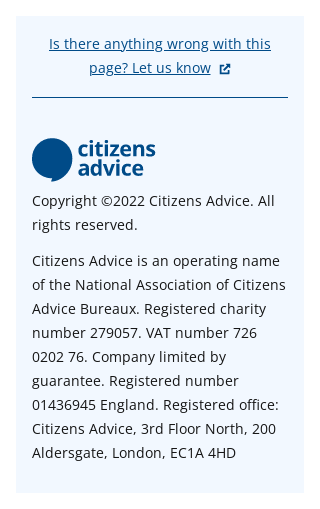 Is there anything wrong with this
page? Let us know
citizens
advice
Copyright ©2022 Citizens Advice. All
rights reserved.
Citizens Advice is an operating name
of the National Association of Citizens
Advice Bureaux. Registered charity
number 279057. VAT number 726
0202 76. Company limited by
guarantee. Registered number
01436945 England. Registered office:
Citizens Advice, 3rd Floor North, 200
Aldersgate, London, EC1A 4HD